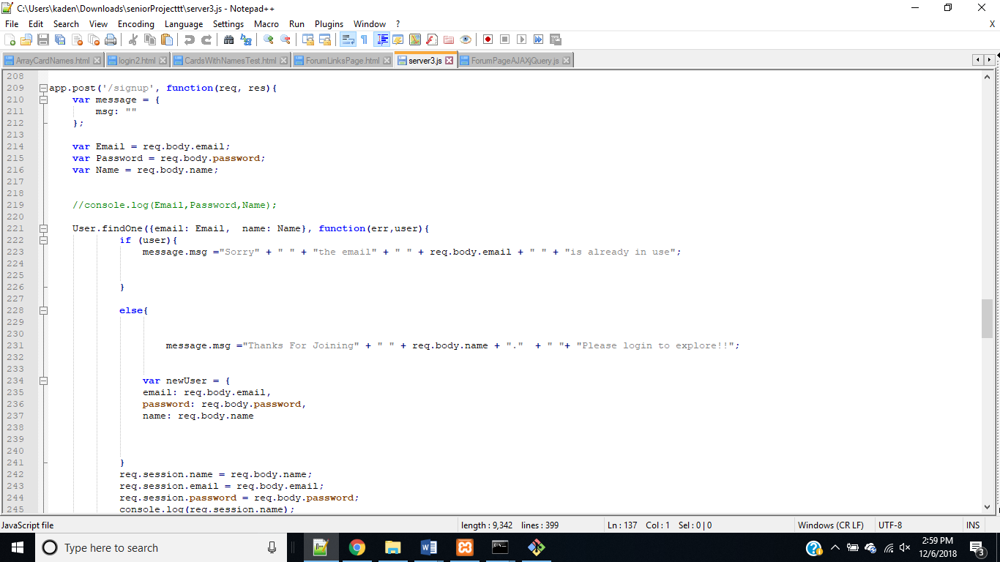 C:\Users\kaden\Downloads\seniorProjecttt\server3.js - Notepad++
File Edit Search View Encoding Language Settings Macro Run Plugins Window ? X
ArrayCardNames.html login2.html CardsWithNamesTest.html ForumLinksPage.html server3.js ForumPageAJAXjQuery.js
208
209 app.post('/signup', function(req, res){
210 var message = {
211 msg: ""
212 };
213
214 var Email = req.body.email;
215 var Password = req.body.password;
216 var Name = req.body.name;
217
218
219 //console.log(Email,Password,Name);
220
221 User.findOne({email: Email,  name: Name}, function(err,user){
222 if (user){
223 message.msg ="Sorry" + " " + "the email" + " " + req.body.email + " " + "is already in use";
224
225
226 }
227
228 else{
229
230
231 message.msg ="Thanks For Joining" + " " + req.body.name + "."  + " "+ "Please login to explore!!";
232
233
234 var newUser = {
235 email: req.body.email,
236 password: req.body.password,
237 name: req.body.name
238
239
240
241 }
242 req.session.name = req.body.name;
243 req.session.email = req.body.email;
244 req.session.password = req.body.password;
245 console.log(req.session.name);
JavaScript file length : 9,342 lines : 399 Ln : 137 Col : 1 Sel : 0 | 0 Windows (CR LF) UTF-8 INS
Type here to search
2:59 PM
12/6/2018
3